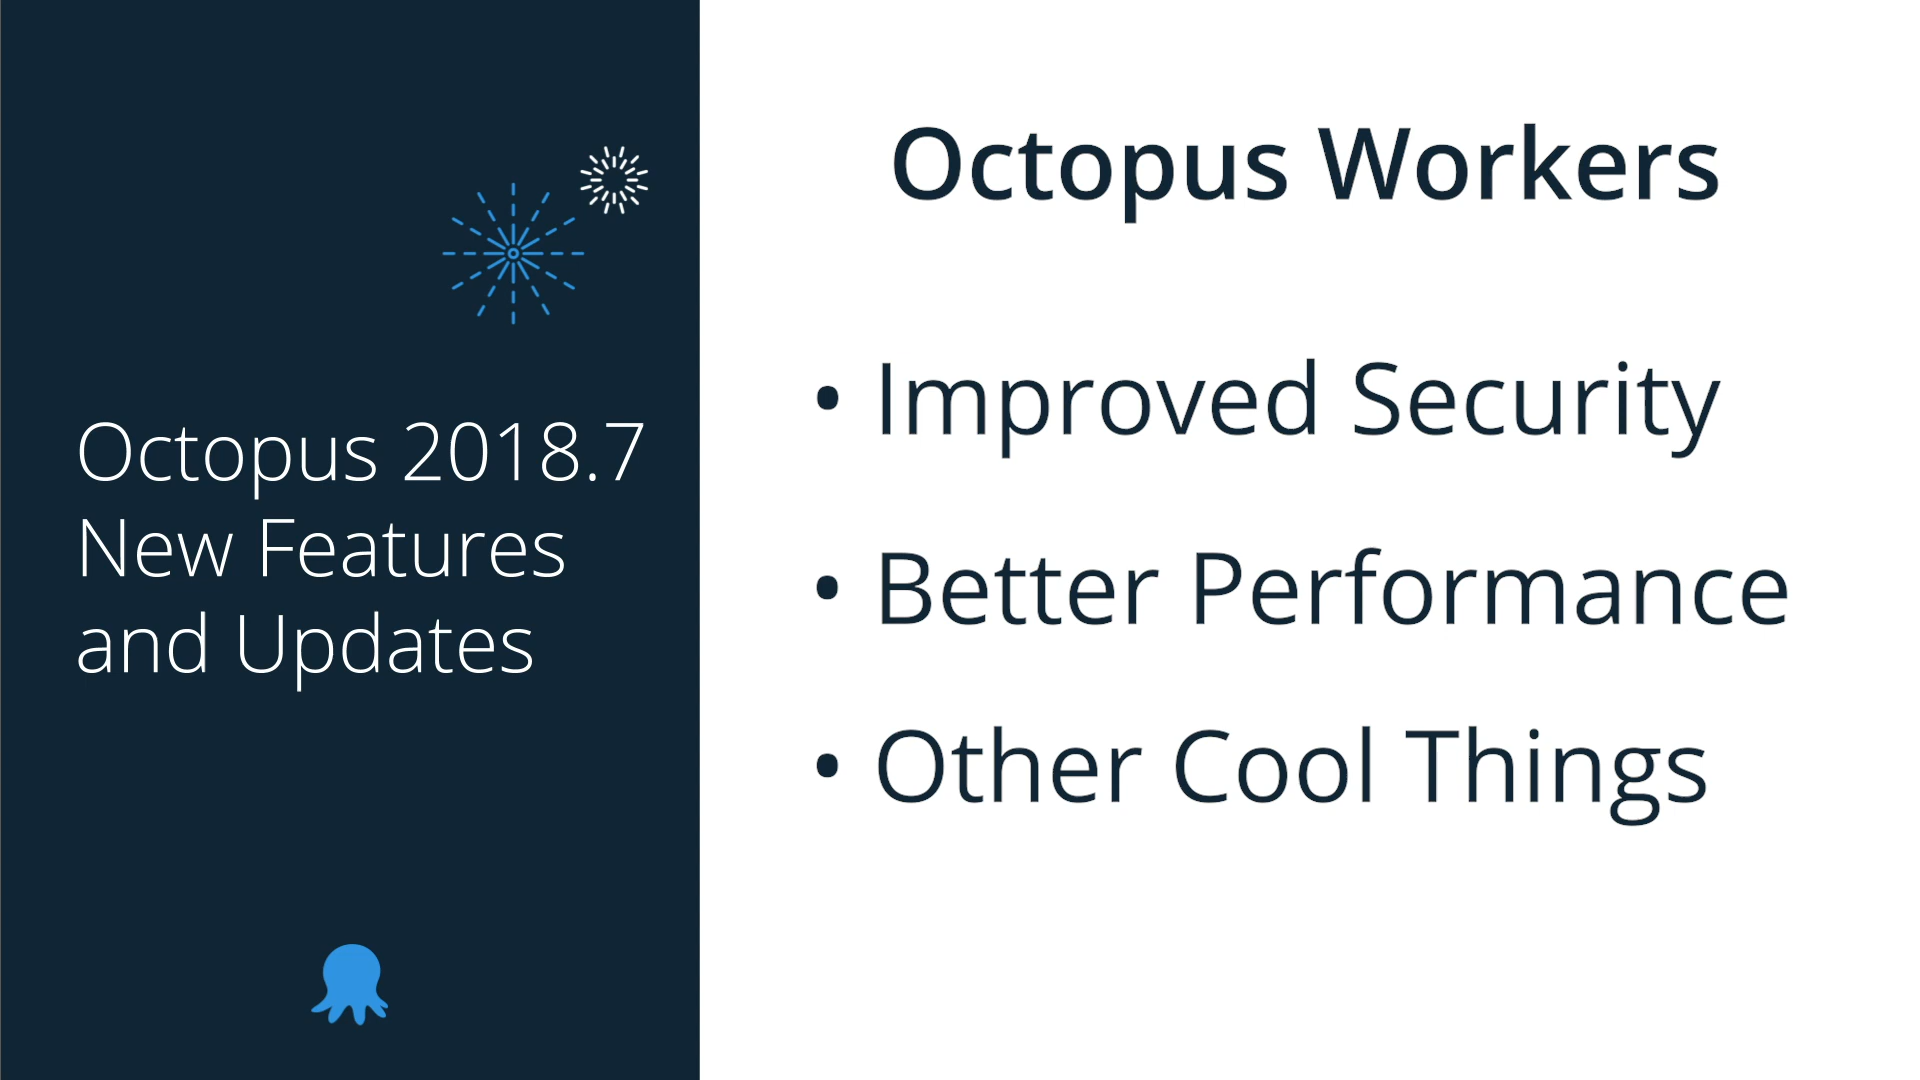 Octopus 2018.7
New Features
and Updates
Octopus Workers
• Improved Security
• Better Performance
• Other Cool Things